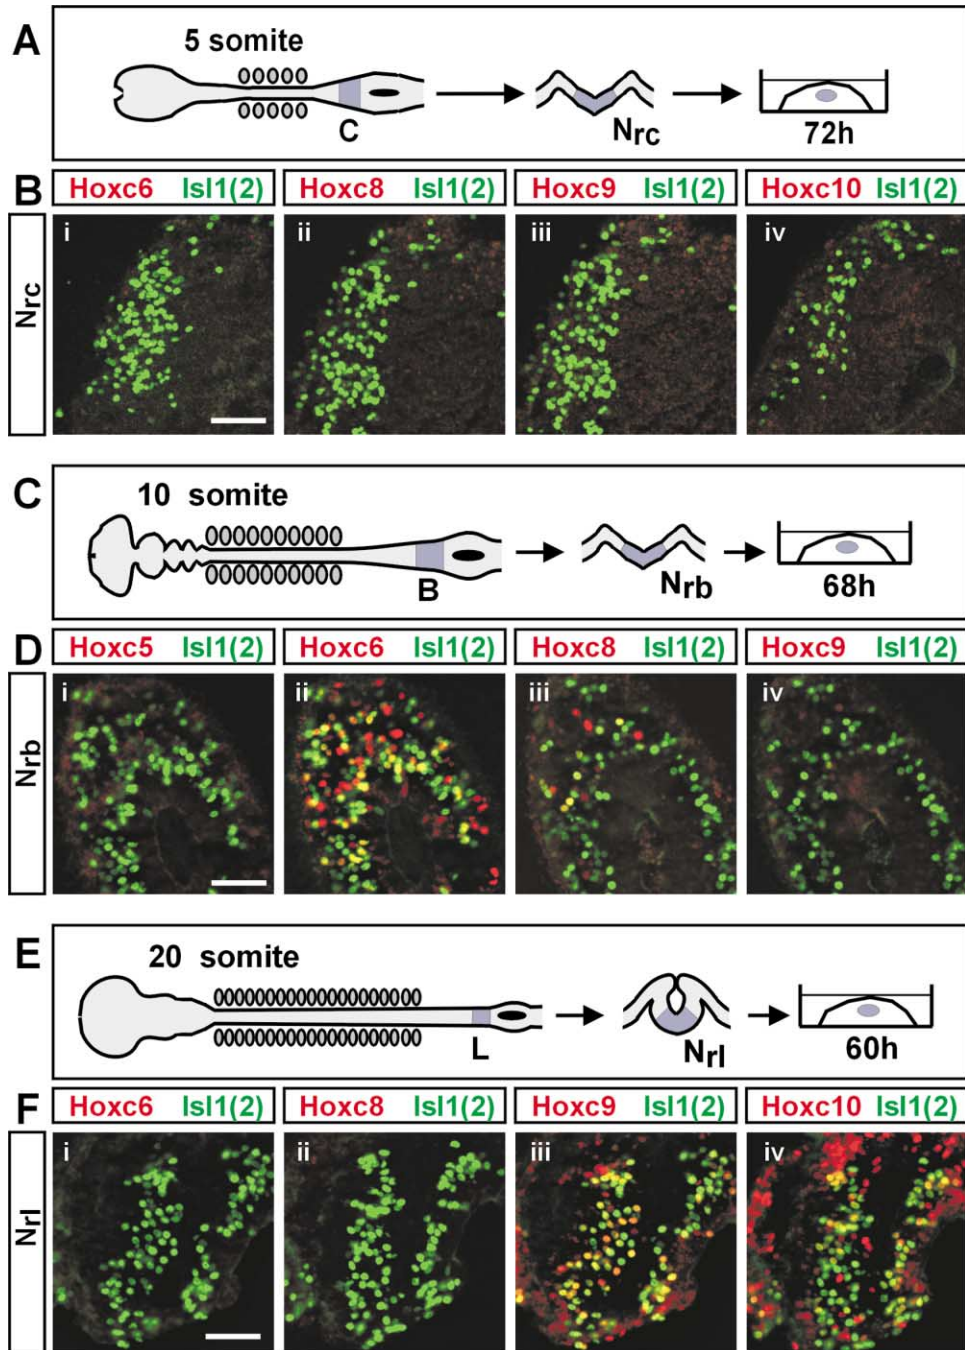 A
5 somite
C
Nrc
72h
B
Hoxc6 Isl1(2)
Hoxc8 Isl1(2)
Hoxc9 Isl1(2)
Hoxc10 Isl1(2)
Nrc
i
ii
iii
iv
C
10 somite
B
Nrb
68h
D
Hoxc5 Isl1(2)
Hoxc6 Isl1(2)
Hoxc8 Isl1(2)
Hoxc9 Isl1(2)
Nrb
i
ii
iii
iv
E
20 somite
L
Nrl
60h
F
Hoxc6 Isl1(2)
Hoxc8 Isl1(2)
Hoxc9 Isl1(2)
Hoxc10 Isl1(2)
Nrl
i
ii
iii
iv